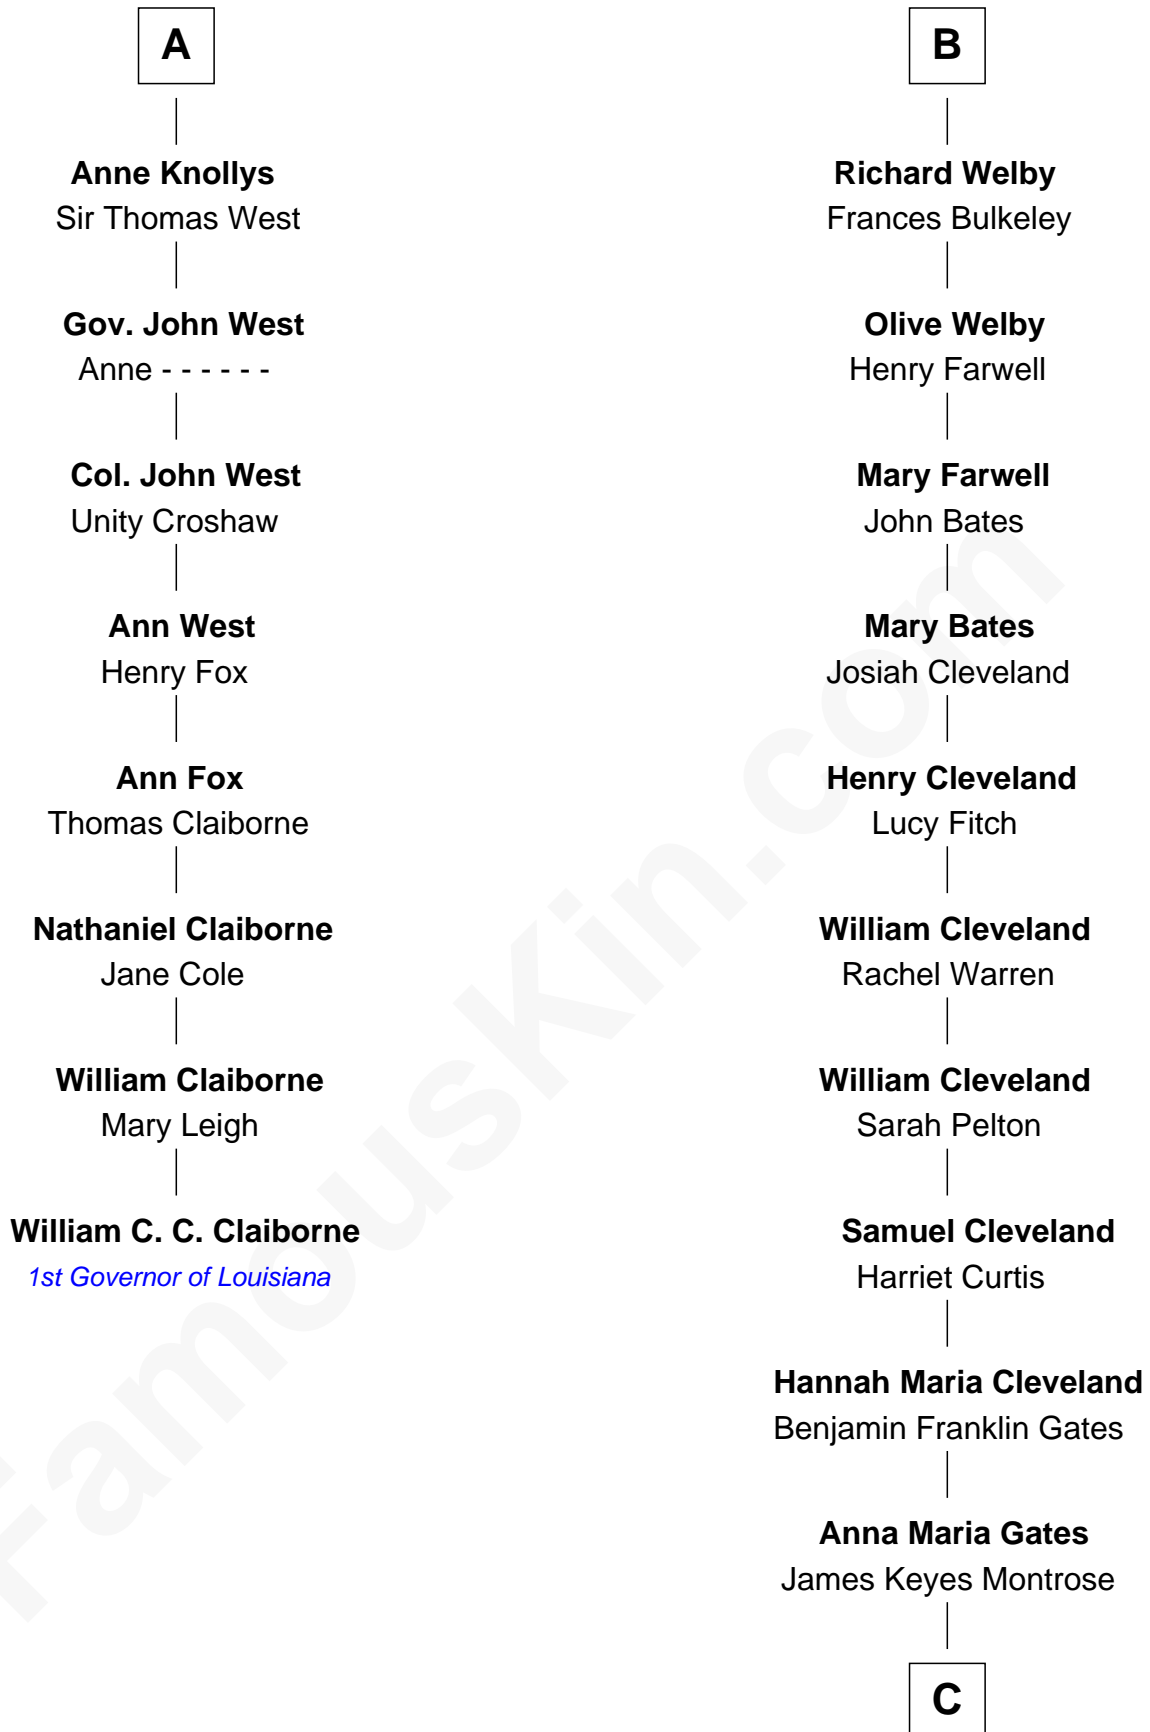 A
Anne Knollys
Sir Thomas West
Gov. John West
Anne - - - - - -
Col. John West
Unity Croshaw
Ann West
Henry Fox
Ann Fox
Thomas Claiborne
Nathaniel Claiborne
Jane Cole
William Claiborne
Mary Leigh
William C. C. Claiborne
1st Governor of Louisiana
B
Richard Welby
Frances Bulkeley
Olive Welby
Henry Farwell
Mary Farwell
John Bates
Mary Bates
Josiah Cleveland
Henry Cleveland
Lucy Fitch
William Cleveland
Rachel Warren
William Cleveland
Sarah Pelton
Samuel Cleveland
Harriet Curtis
Hannah Maria Cleveland
Benjamin Franklin Gates
Anna Maria Gates
James Keyes Montrose
C
FamousKin.com